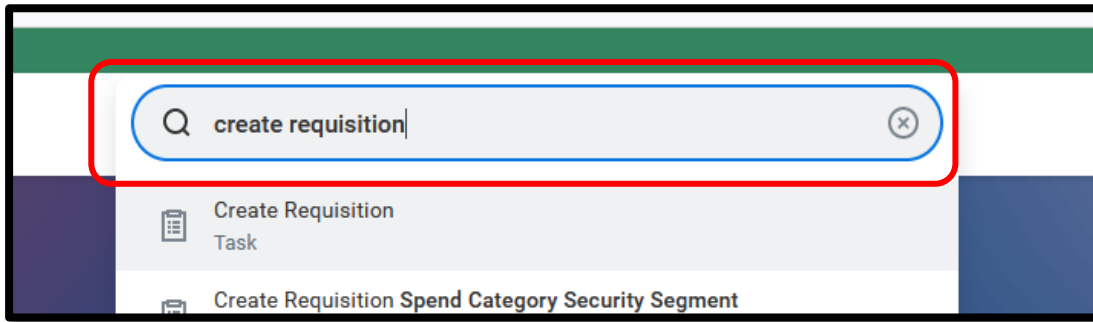 create requisition
Create Requisition
Task
Create Requisition Spend Category Security Segment